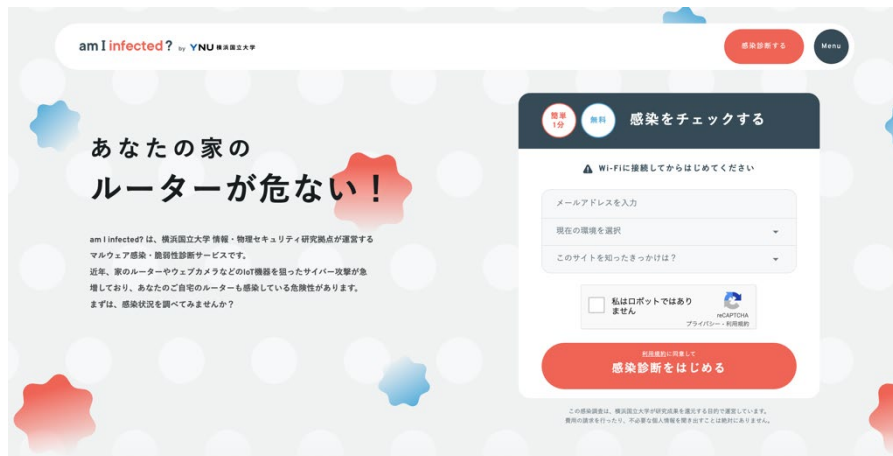 am I infected? by YNU 横浜国立大学
感染診断する
Menu
あなたの家の
ルーターが危ない！
am I infected? は、横浜国立大学 情報・物理セキュリティ研究拠点が運営する
マルウェア感染・脆弱性診断サービスです。
近年、家のルーターやウェブカメラなどのIoT機器を狙ったサイバー攻撃が急
増しており、あなたのご自宅のルーターも感染している危険性があります。
まずは、感染状況を調べてみませんか？
簡単
1分
無料
感染をチェックする
Wi-Fiに接続してからはじめてください
メールアドレスを入力
現在の環境を選択
このサイトを知ったきっかけは？
私はロボットではあり
ません
reCAPTCHA
プライバシー - 利用規約
利用規約に同意して
感染診断をはじめる
この感染調査は、横浜国立大学が研究成果を還元する目的で運営しています。
費用の請求を行ったり、不必要な個人情報を聞き出すことは絶対にありません。